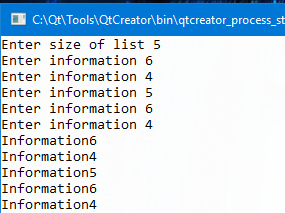 C:\Qt\Tools\QtCreator\bin\qtcreator_process_st
Enter size of list 5
Enter information 6
Enter information 4
Enter information 5
Enter information 6
Enter information 4
Information6
Information4
Information5
Information6
Information4